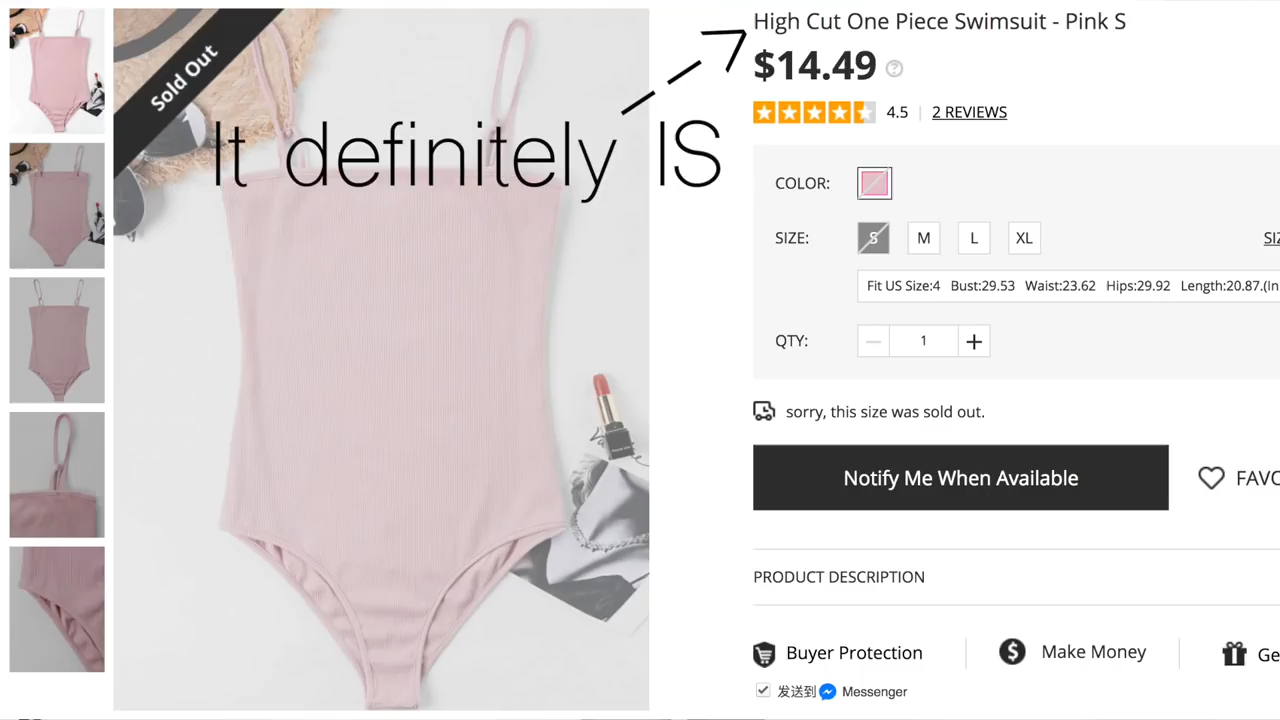 Sold Out
It definitely IS
High Cut One Piece Swimsuit - Pink S
$14.49 ?
4.5 | 2 REVIEWS
COLOR:
SIZE: S M L XL
Fit US Size:4 Bust:29.53 Waist:23.62 Hips:29.92 Length:20.87.(In
QTY: 1 +
sorry, this size was sold out.
Notify Me When Available
PRODUCT DESCRIPTION
Buyer Protection
$ Make Money
发送到 Messenger